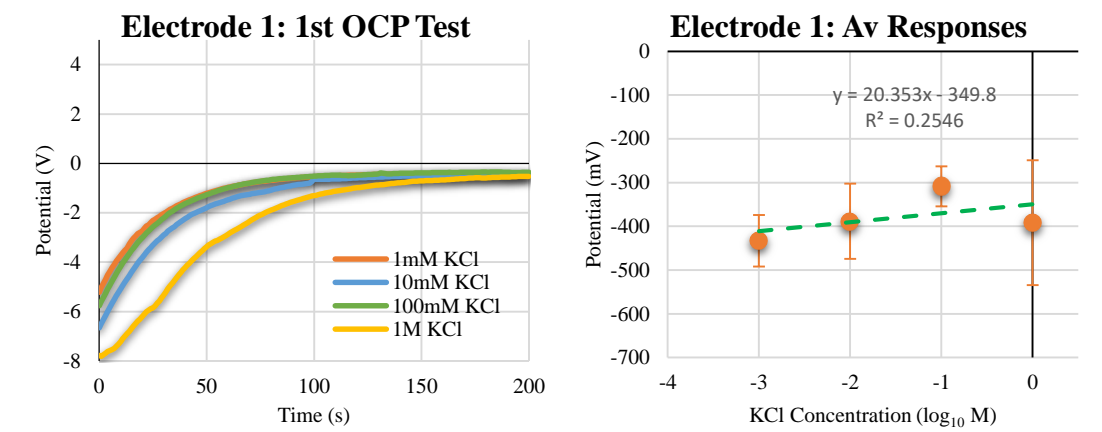 Electrode 1: 1st OCP Test
4
2
0
-2
-4
-6
-8
Potential (V)
1mM KCl
10mM KCl
100mM KCl
1M KCl
0
50
100
150
200
Time (s)
Electrode 1: Av Responses
0
-100
-200
-300
-400
-500
-600
-700
Potential (mV)
y = 20.353x - 349.8
R² = 0.2546
-4
-3
-2
-1
0
KCl Concentration (log₁₀ M)